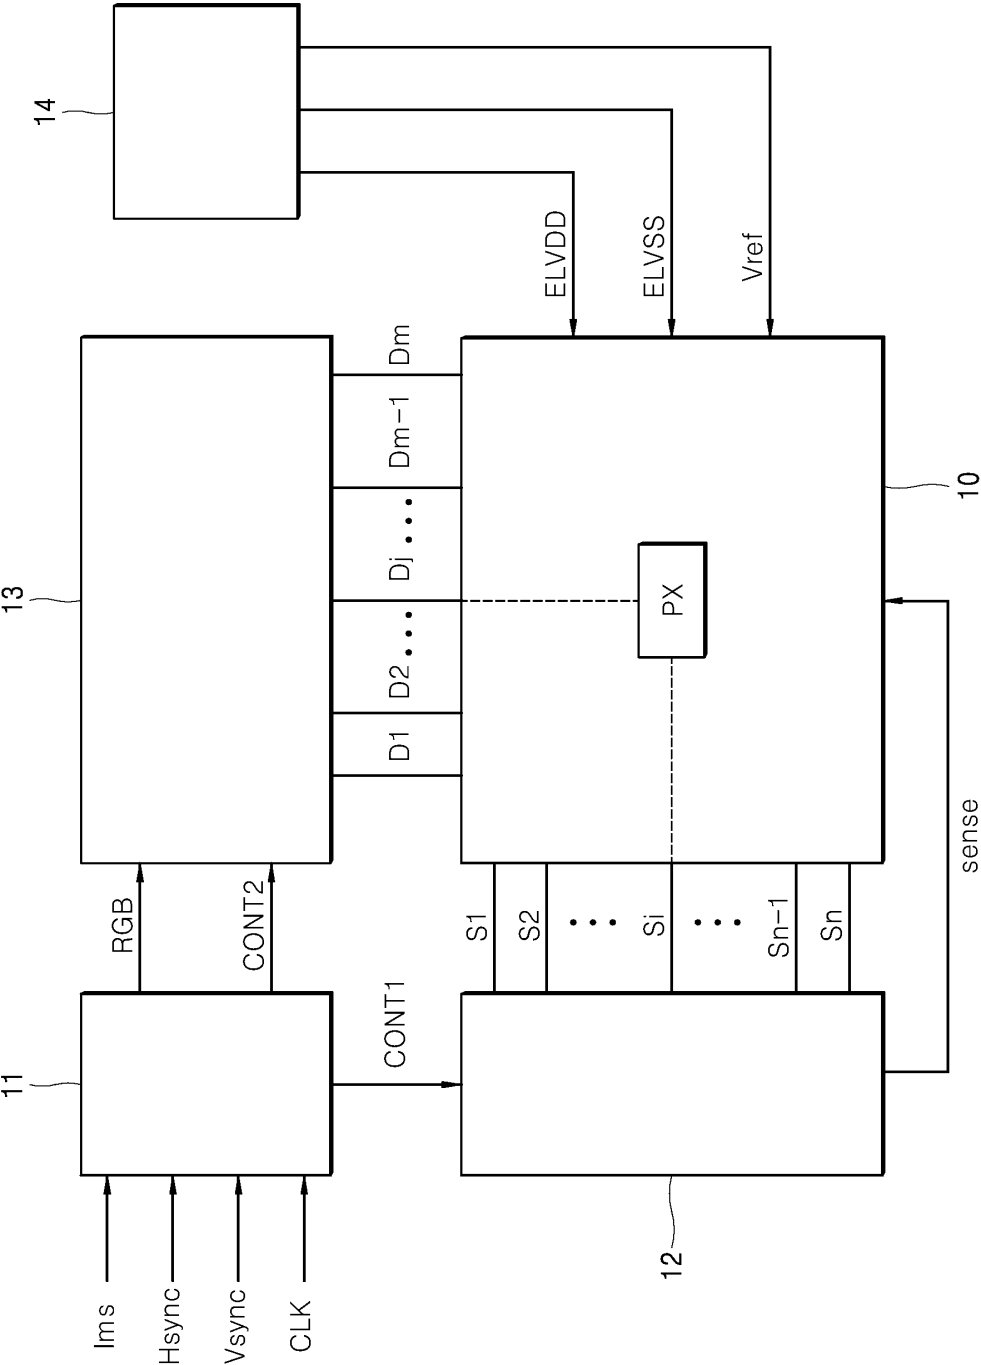 Ims
Hsync
Vsync
CLK
11
RGB
CONT2
CONT1
13
14
D1
D2
Dj
Dm-1
Dm
ELVDD
ELVSS
Vref
S1
S2
Si
Sn-1
Sn
PX
10
12
sense